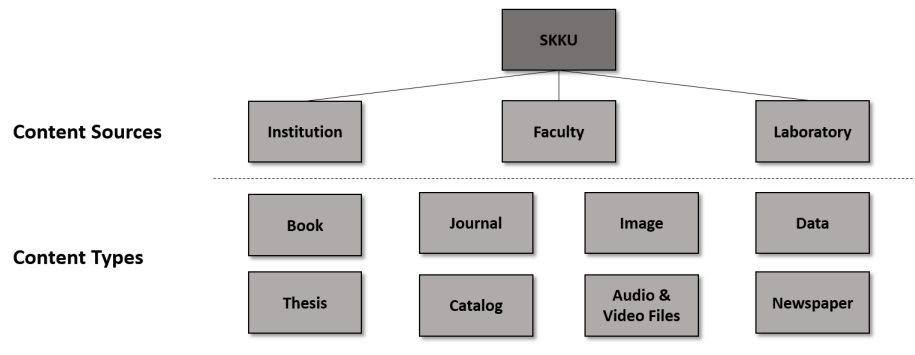 SKKU
Content Sources
Institution
Faculty
Laboratory
Content Types
Book
Journal
Image
Data
Thesis
Catalog
Audio &
Video Files
Newspaper